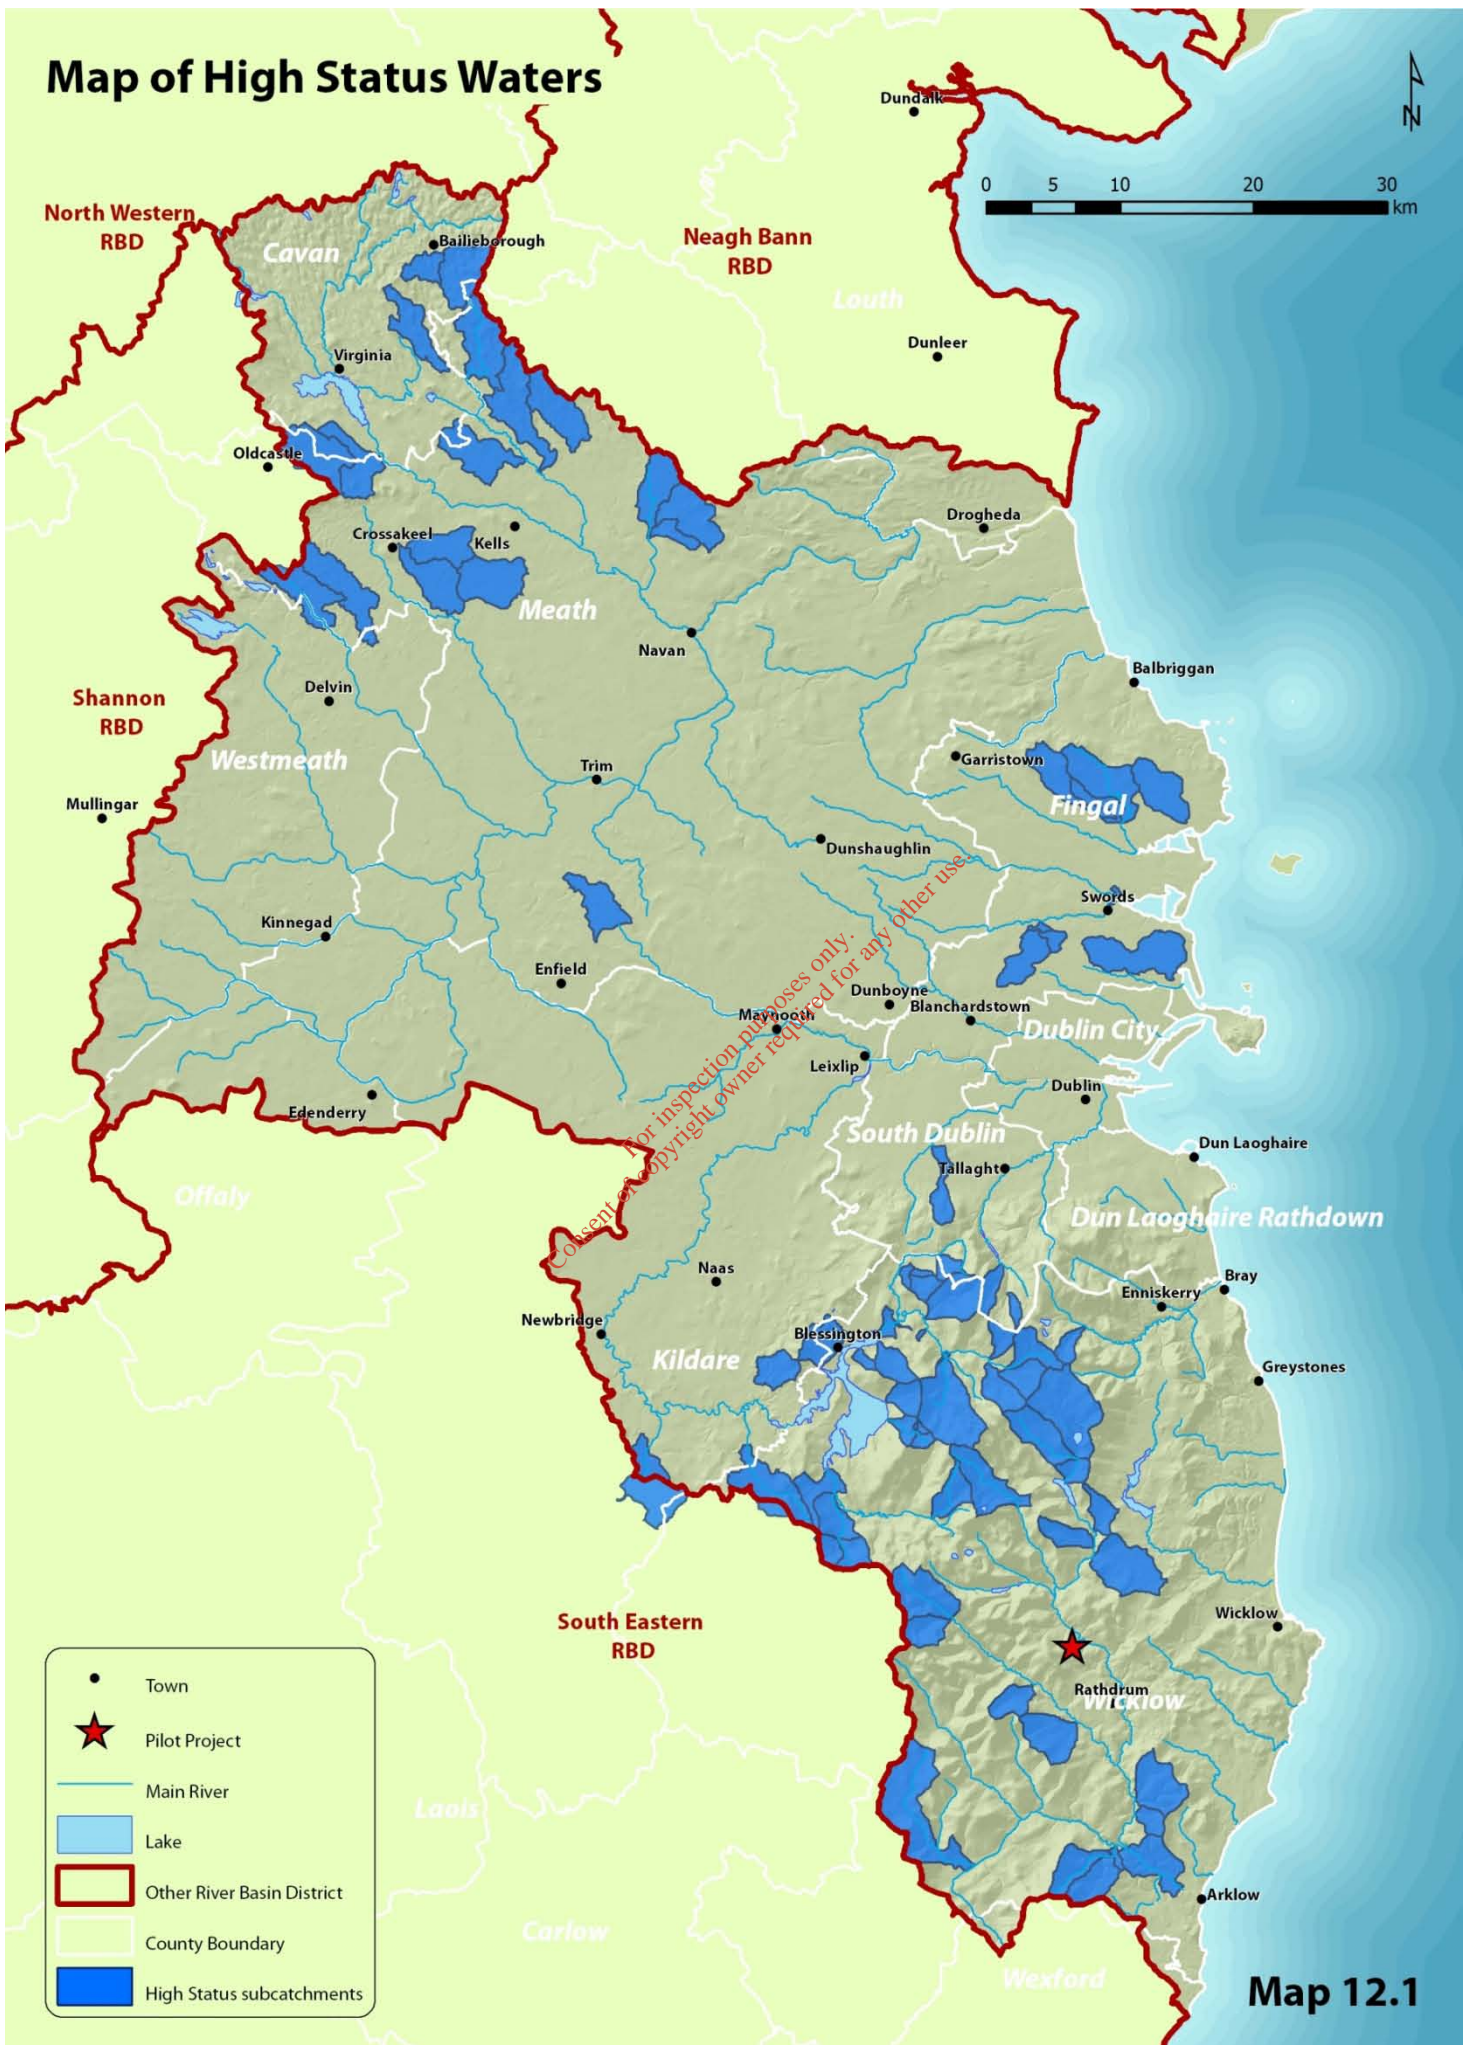 Map of High Status Waters
Dundalk
N
0 5 10 20 30
km
North Western
RBD
Cavan
Bailieborough
Neagh Bann
RBD
Louth
Dunleer
Virginia
Oldcastle
Drogheda
Crossakeel
Kells
Meath
Navan
Balbriggan
Delvin
Shannon
RBD
Westmeath
Garristown
Trim
Fingal
Mullingar
Dunshaughlin
Swords
Kinnegad
Enfield
Dunboyne
Blanchardstown
Maynooth
Dublin City
Leixlip
Dublin
Edenderry
South Dublin
Dun Laoghaire
Tallaght
Offaly
Dun Laoghaire Rathdown
Naas
Bray
Enniskerry
Newbridge
Blessington
Kildare
Greystones
For inspection purposes only.
Consent of copyright owner required for any other use.
South Eastern
RBD
Wicklow
Rathdrum
Wicklow
Laois
Arklow
Carlow
Wexford
Town
Pilot Project
Main River
Lake
Other River Basin District
County Boundary
High Status subcatchments
Map 12.1